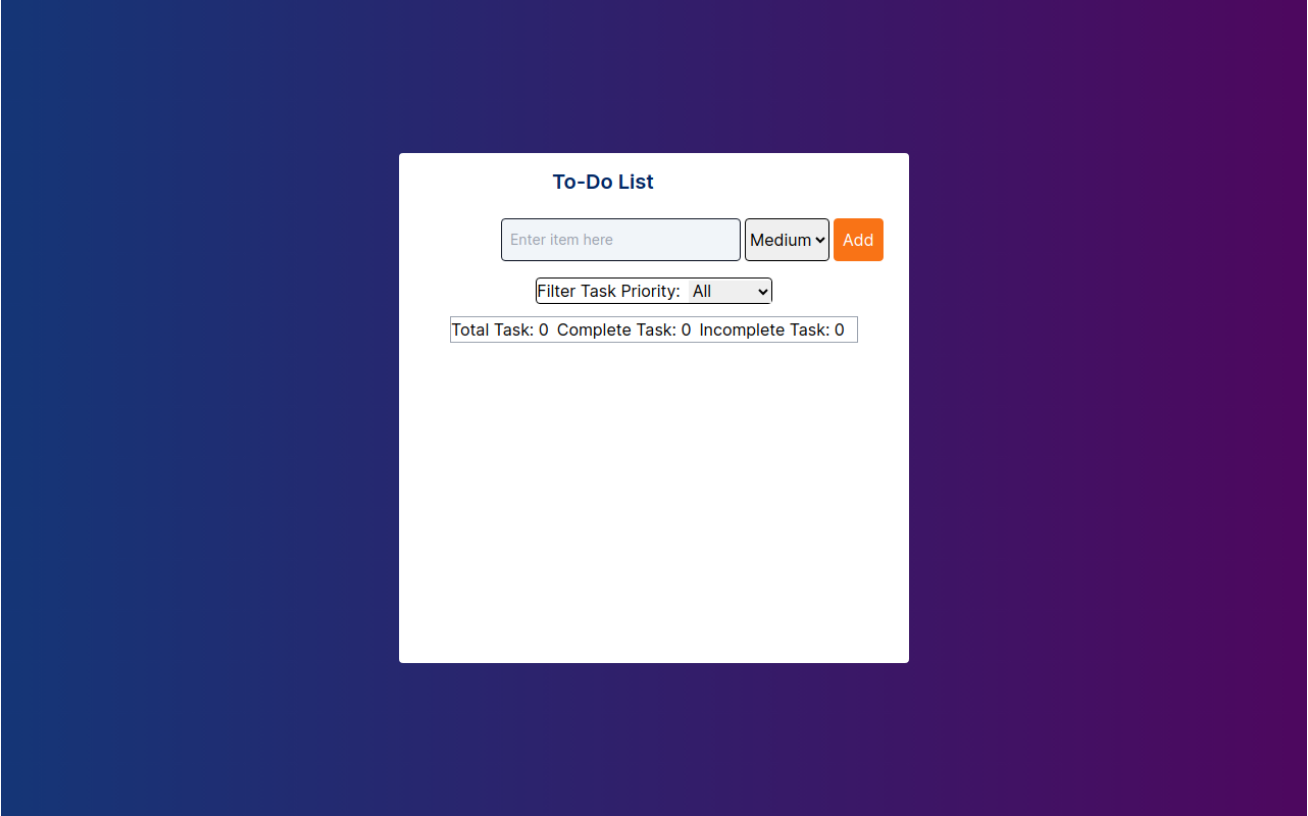 To-Do List
Enter item here Medium Add
Filter Task Priority: All
Total Task: 0 Complete Task: 0 Incomplete Task: 0